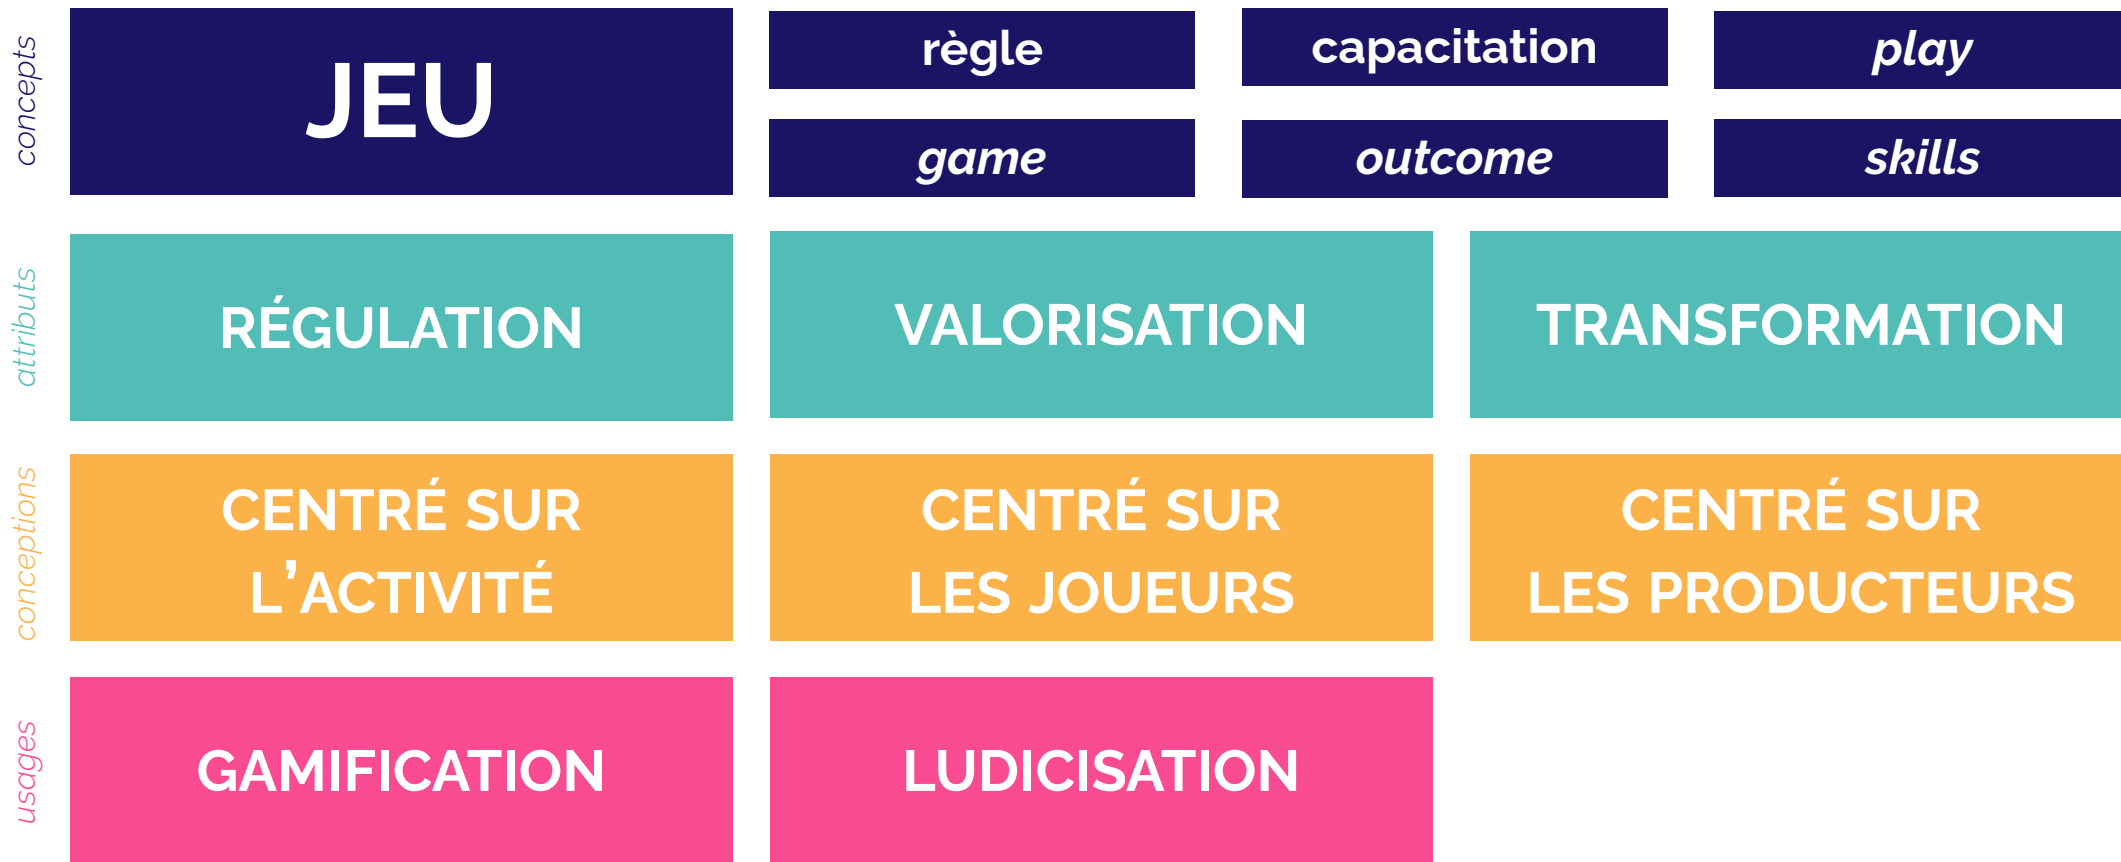 concepts
JEU
règle
capacitation
play
game
outcome
skills
attributs
RÉGULATION
VALORISATION
TRANSFORMATION
conceptions
CENTRÉ SUR
L’ACTIVITÉ
CENTRÉ SUR
LES JOUEURS
CENTRÉ SUR
LES PRODUCTEURS
usages
GAMIFICATION
LUDICISATION